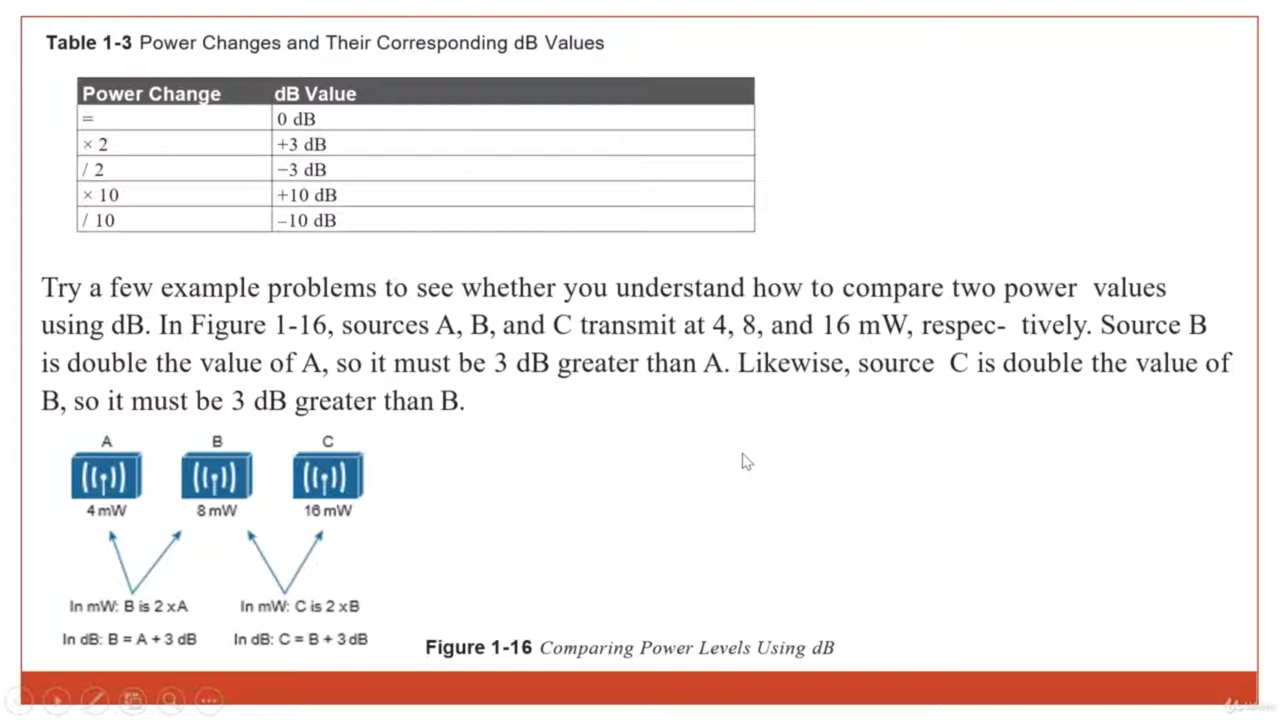 Table 1-3 Power Changes and Their Corresponding dB Values
Power Change dB Value
= 0 dB
× 2 +3 dB
/ 2 −3 dB
× 10 +10 dB
/ 10 −10 dB
Try a few example problems to see whether you understand how to compare two power values
using dB. In Figure 1-16, sources A, B, and C transmit at 4, 8, and 16 mW, respec- tively. Source B
is double the value of A, so it must be 3 dB greater than A. Likewise, source C is double the value of
B, so it must be 3 dB greater than B.
A B C
4 mW 8 mW 16 mW
In mW: B is 2 x A In mW: C is 2 x B
In dB: B = A + 3 dB In dB: C = B + 3 dB
Figure 1-16 Comparing Power Levels Using dB